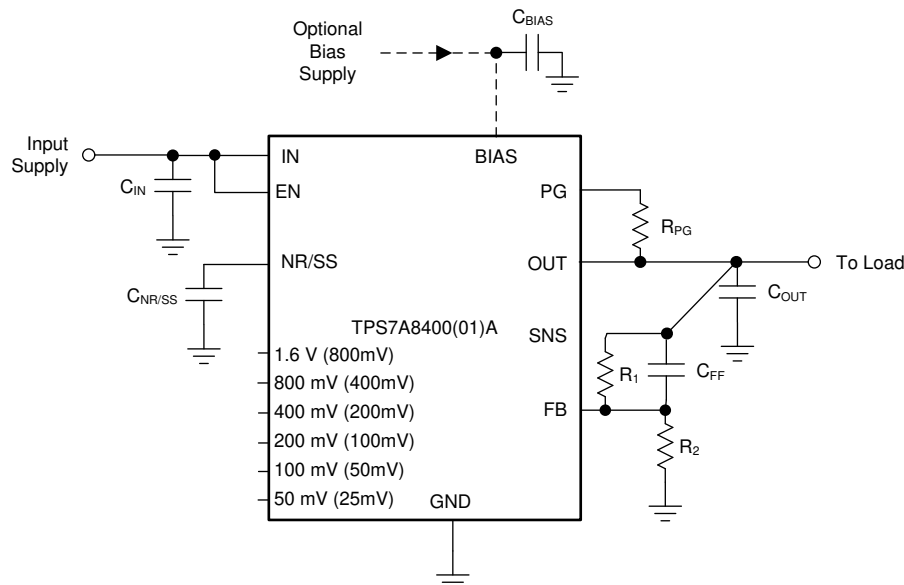 Optional
Bias
Supply
C_BIAS
Input
Supply
C_IN
IN
EN
BIAS
PG
R_PG
NR/SS
OUT
To Load
C_NR/SS
C_OUT
TPS7A8400(01)A
SNS
1.6 V (800mV)
800 mV (400mV)
R_1
C_FF
400 mV (200mV)
FB
200 mV (100mV)
R_2
100 mV (50mV)
50 mV (25mV)
GND